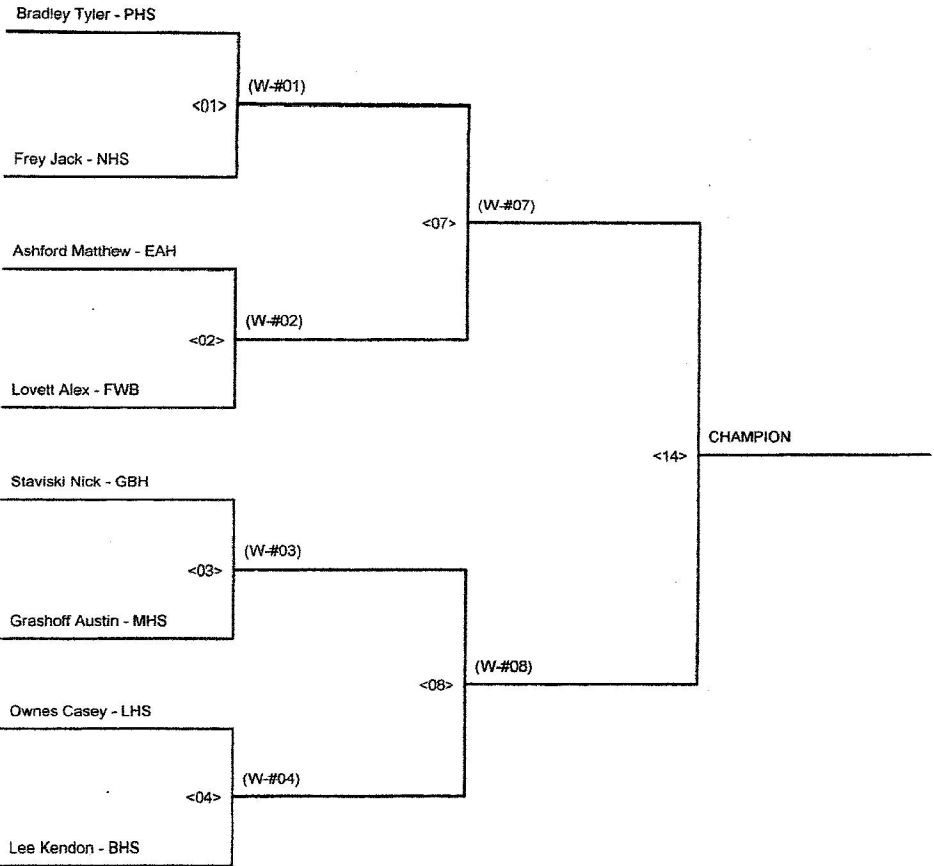 Bradley Tyler - PHS
(W-#01)
<01>
Frey Jack - NHS
(W-#07)
<07>
Ashford Matthew - EAH
(W-#02)
<02>
Lovett Alex - FWB
CHAMPION
<14>
Staviski Nick - GBH
(W-#03)
<03>
Grashoff Austin - MHS
(W-#08)
<08>
Ownes Casey - LHS
(W-#04)
<04>
Lee Kendon - BHS